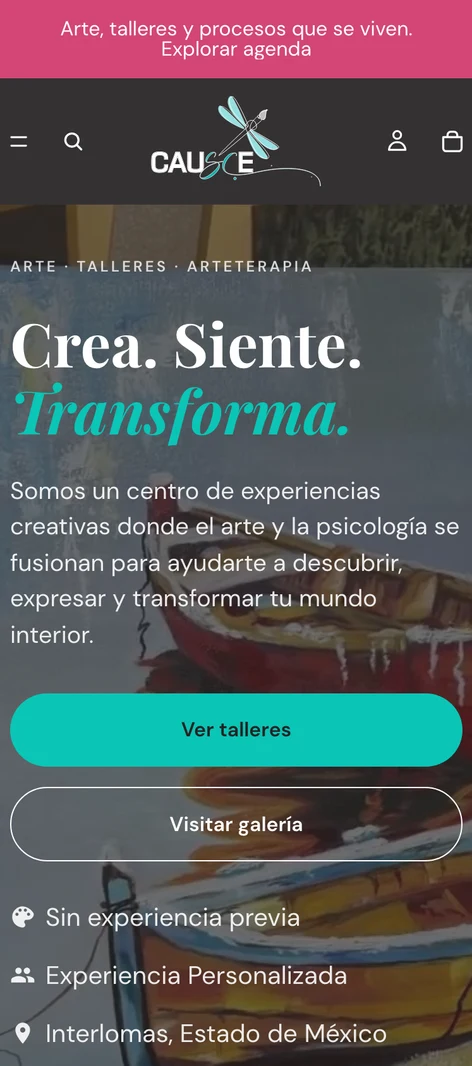 Arte, talleres y procesos que se viven.
Explorar agenda
CAUSCE
ARTE · TALLERES · ARTETERAPIA
Crea. Siente.
Transforma.
Somos un centro de experiencias
creativas donde el arte y la psicología se
fusionan para ayudarte a descubrir,
expresar y transformar tu mundo
interior.
Ver talleres
Visitar galería
Sin experiencia previa
Experiencia Personalizada
Interlomas, Estado de México